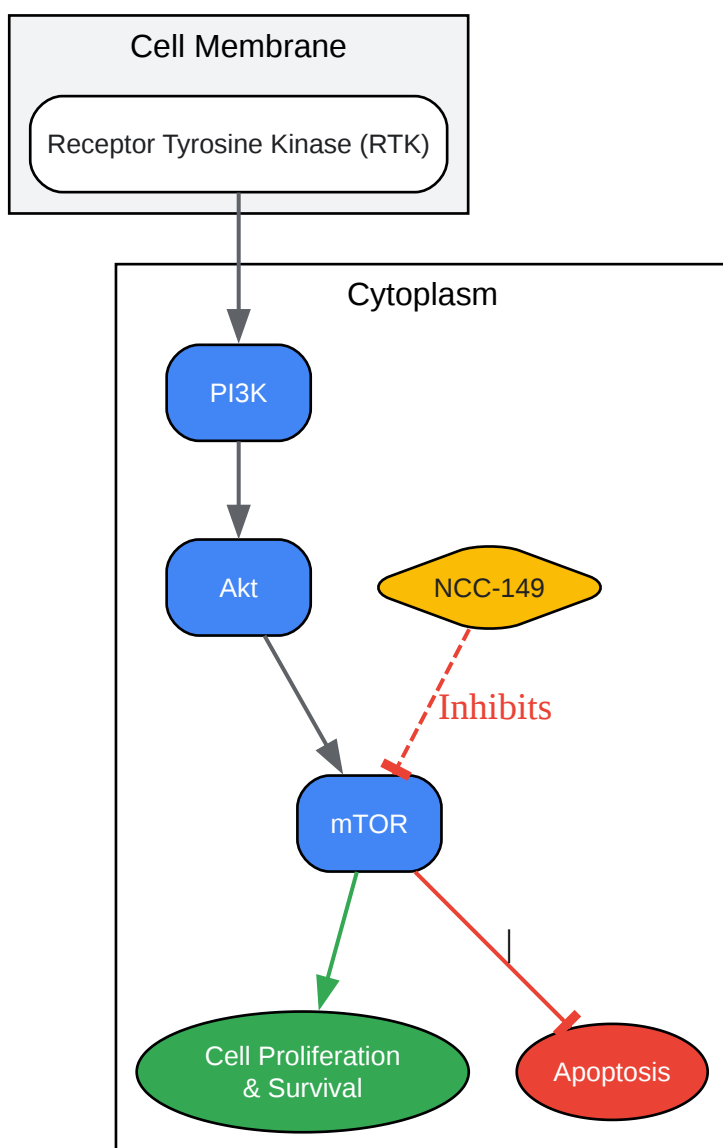 Cell Membrane
Receptor Tyrosine Kinase (RTK)
Cytoplasm
PI3K
Akt
NCC-149
Inhibits
mTOR
|
Cell Proliferation
& Survival
Apoptosis